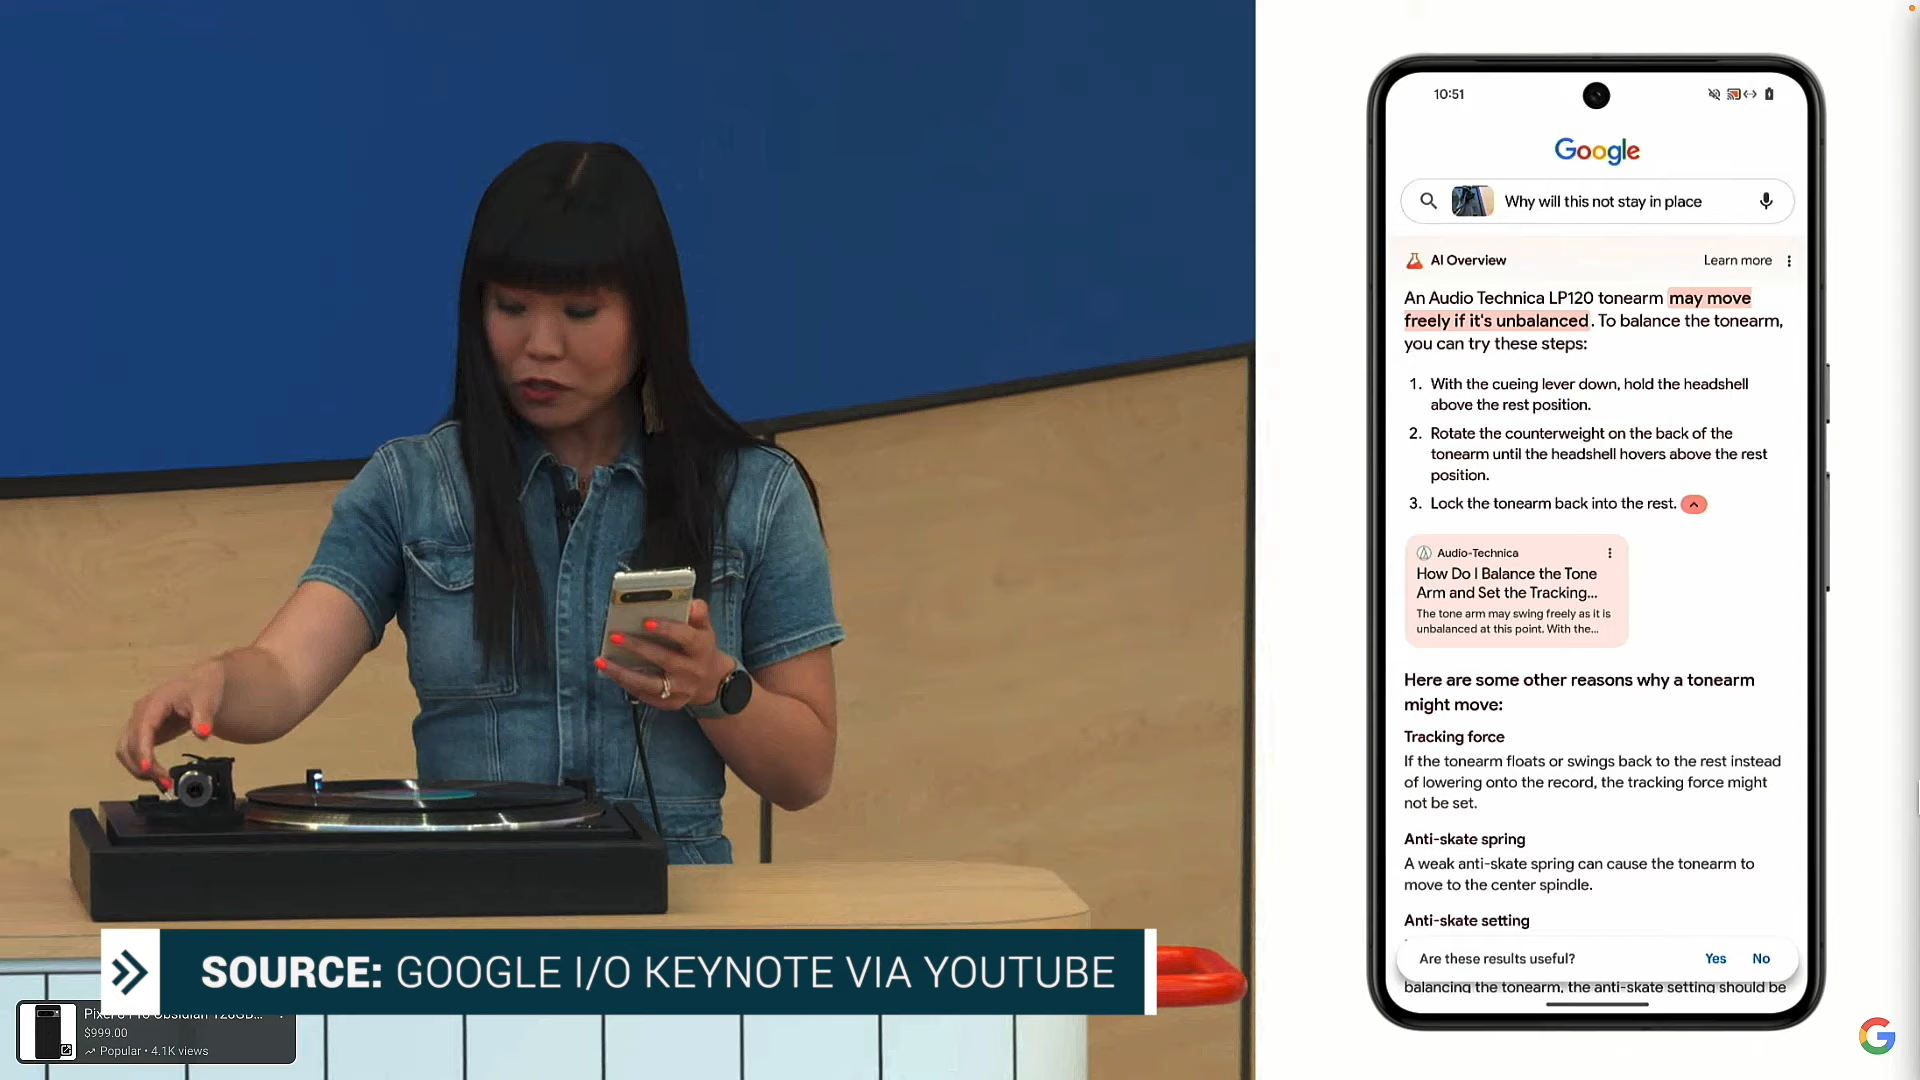 10:51
Google
Why will this not stay in place
AI Overview
Learn more
An Audio Technica LP120 tonearm may move
freely if it's unbalanced. To balance the tonearm,
you can try these steps:
1. With the cueing lever down, hold the headshell
above the rest position.
2. Rotate the counterweight on the back of the
tonearm until the headshell hovers above the rest
position.
3. Lock the tonearm back into the rest.
Audio-Technica
How Do I Balance the Tone
Arm and Set the Tracking...
The tone arm may swing freely as it is
unbalanced at this point. With the...
Here are some other reasons why a tonearm
might move:
Tracking force
If the tonearm floats or swings back to the rest instead
of lowering onto the record, the tracking force might
not be set.
Anti-skate spring
A weak anti-skate spring can cause the tonearm to
move to the center spindle.
Anti-skate setting
Are these results useful?
Yes
No
balancing the tonearm, the anti-skate setting should be
SOURCE: GOOGLE I/O KEYNOTE VIA YOUTUBE
Pixel 8 Pro Obsidian 128GB...
$999.00
Popular • 4.1K views
G